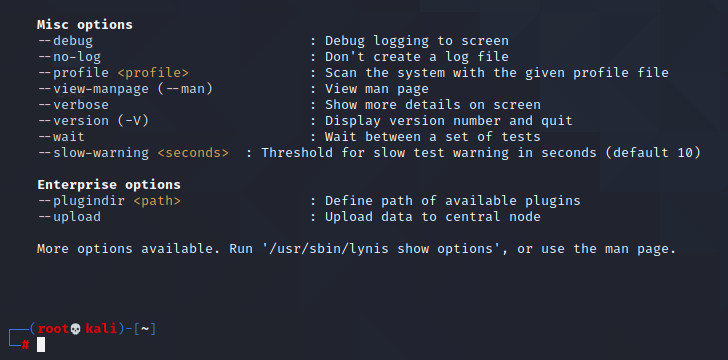 Misc options
--debug                                : Debug logging to screen
--no-log                               : Don't create a log file
--profile <profile>                    : Scan the system with the given profile file
--view-manpage (--man)                 : View man page
--verbose                              : Show more details on screen
--version (-V)                         : Display version number and quit
--wait                                 : Wait between a set of tests
--slow-warning <seconds>  : Threshold for slow test warning in seconds (default 10)
Enterprise options
--plugindir <path>                     : Define path of available plugins
--upload                               : Upload data to central node
More options available. Run '/usr/sbin/lynis show options', or use the man page.
┌──(root💀kali)-[~]
└─#